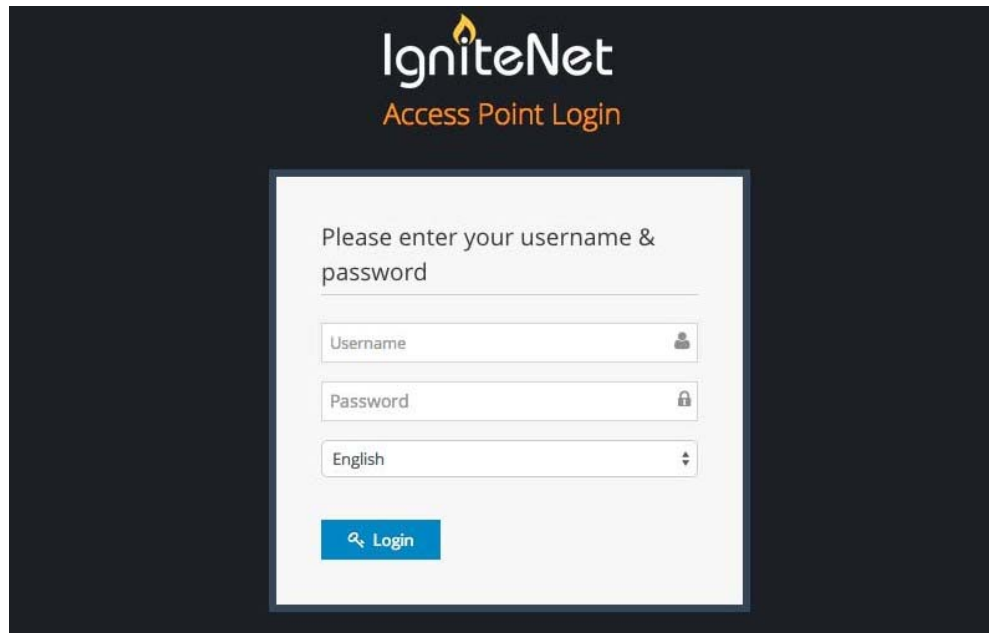 IgniteNet
Access Point Login
Please enter your username &
password
Username
Password
English
Login